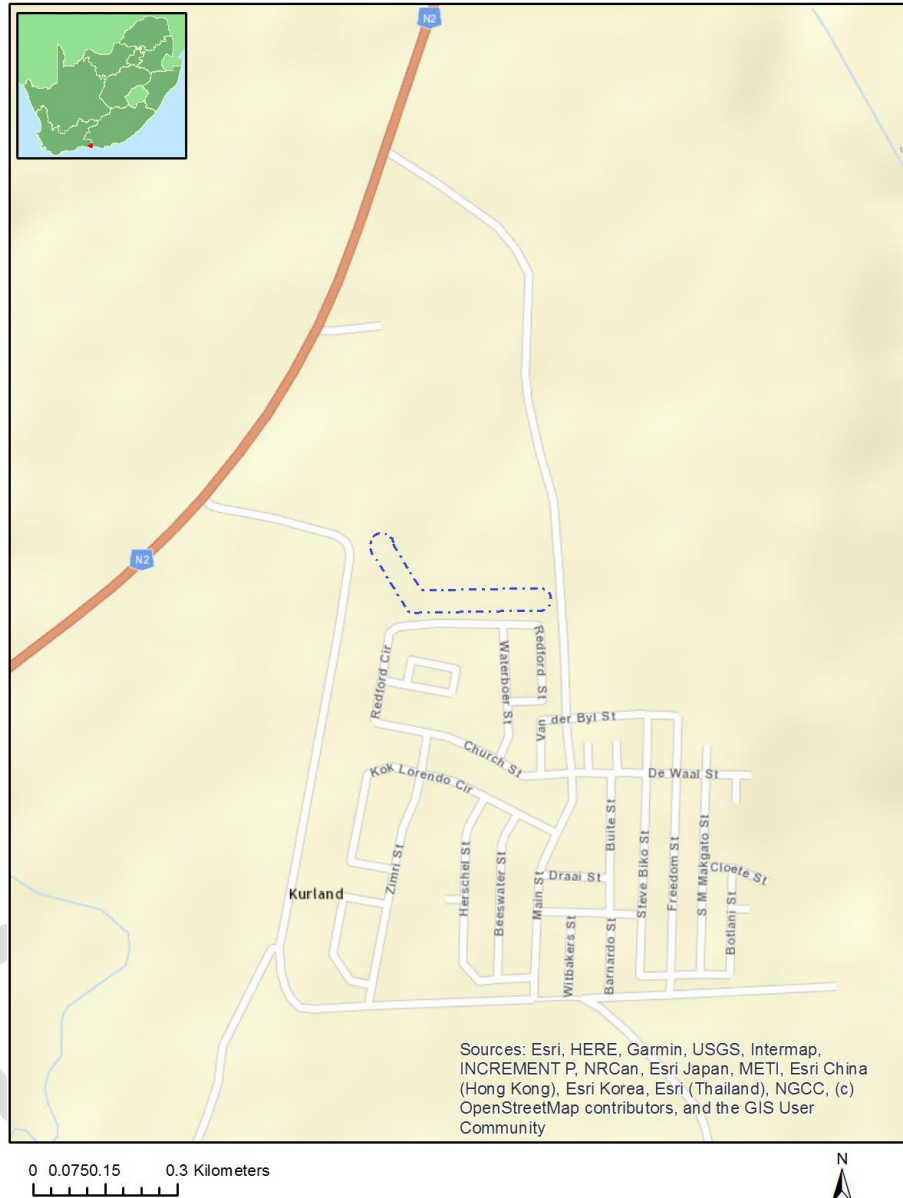 N2
N2
Redford Cir
Waterboer St
Redford St
Van der Byl St
Church St
De Waal St
Kok Lorendo Cir
Buite St
Zimri St
Herschel St
Beeswater St
Main St
Draai St
Steve Biko St
Freedom St
S M Makgato St
Cloete St
Kurland
Witbakers St
Barnardo St
Botlani St
Sources: Esri, HERE, Garmin, USGS, Intermap,
INCREMENT P, NRCan, Esri Japan, METI, Esri China
(Hong Kong), Esri Korea, Esri (Thailand), NGCC, (c)
OpenStreetMap contributors, and the GIS User
Community
0 0.0750.15 0.3 Kilometers
N